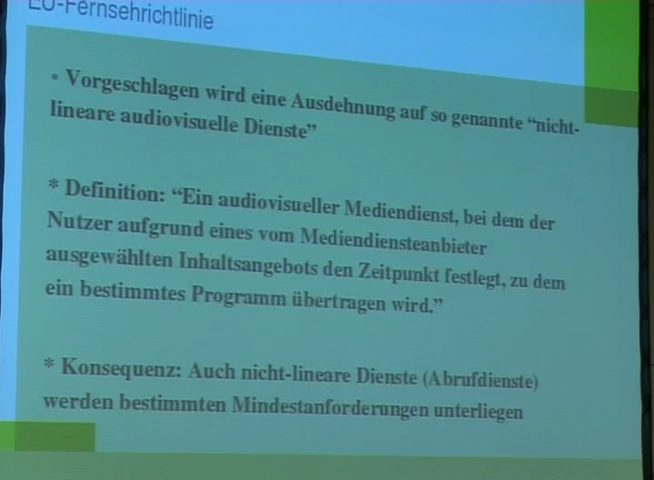 EU-Fernsehrichtlinie
• Vorgeschlagen wird eine Ausdehnung auf so genannte “nicht-
lineare audiovisuelle Dienste”
* Definition: “Ein audiovisueller Mediendienst, bei dem der
Nutzer aufgrund eines vom Mediendiensteanbieter
ausgewählten Inhaltsangebots den Zeitpunkt festlegt, zu dem
ein bestimmtes Programm übertragen wird.”
* Konsequenz: Auch nicht-lineare Dienste (Abrufdienste)
werden bestimmten Mindestanforderungen unterliegen